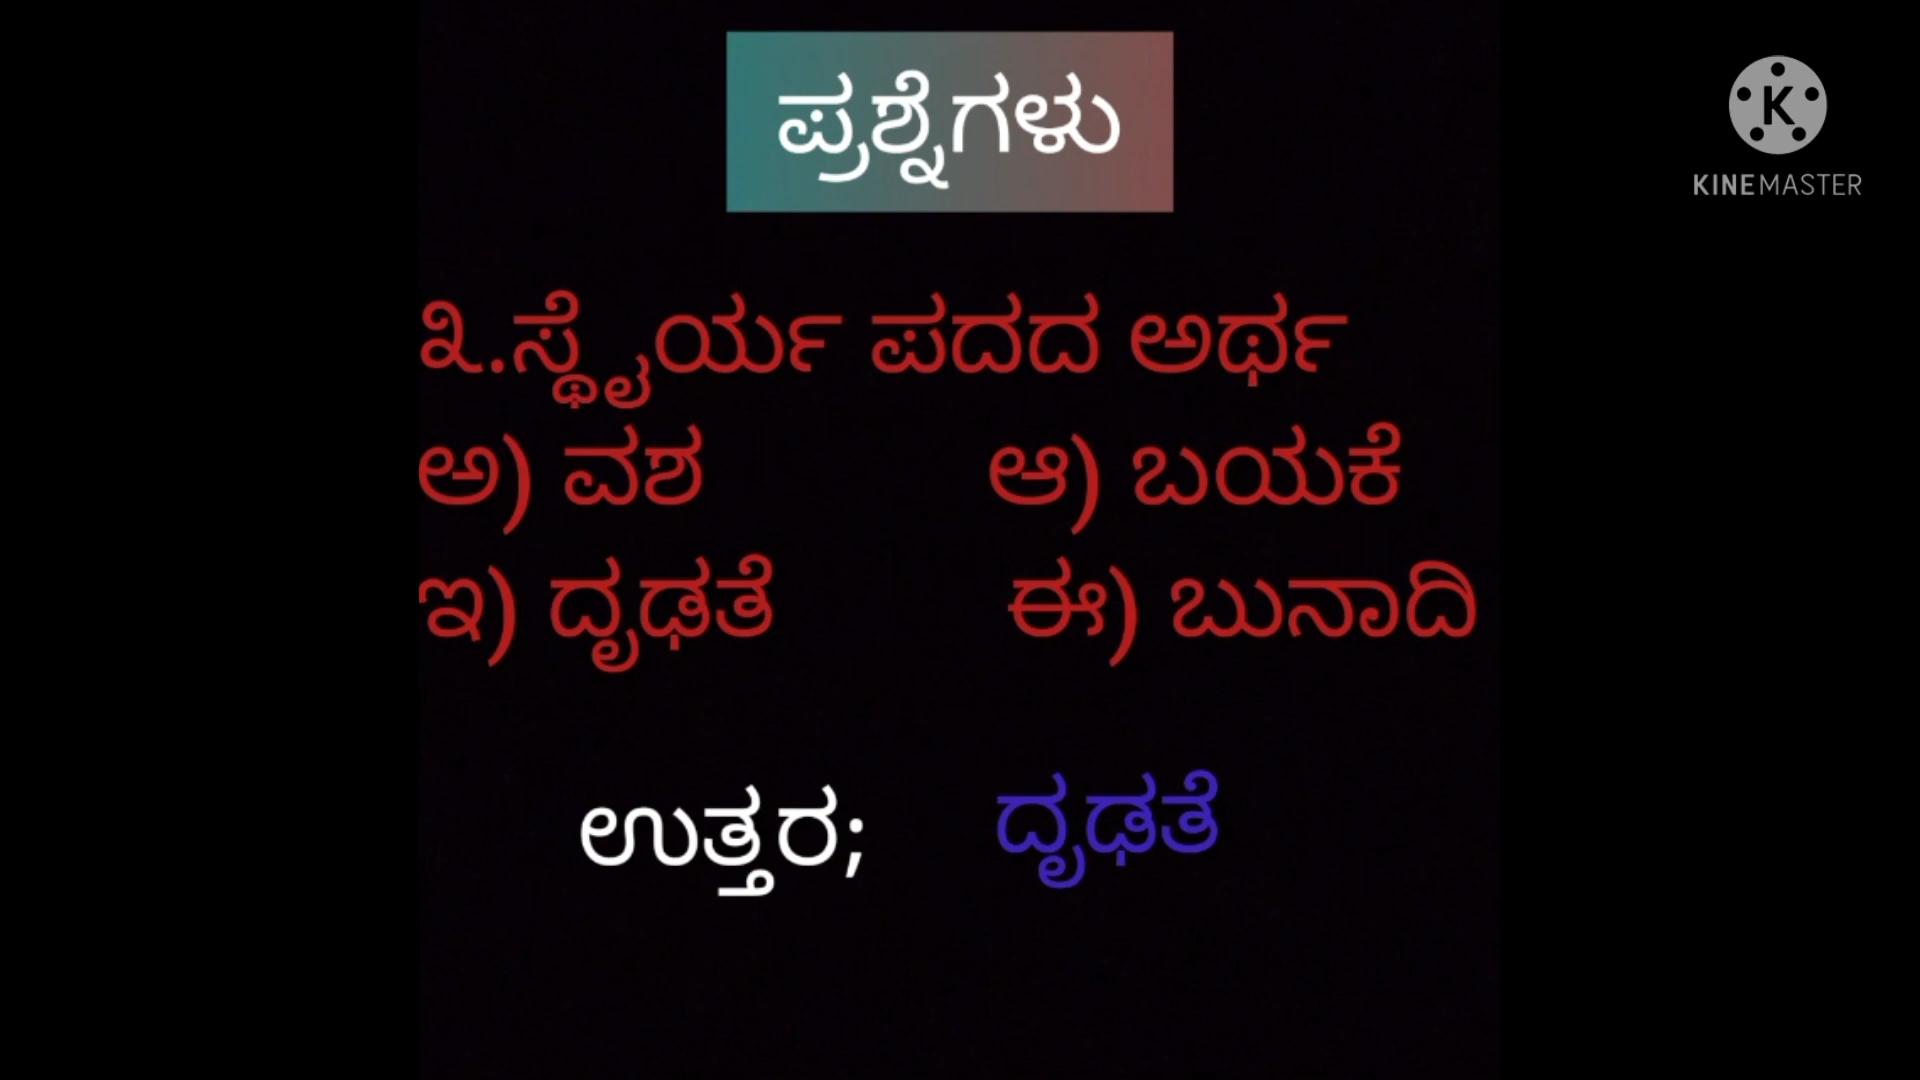 ಪ್ರಶ್ನೆಗಳು
K
KINEMASTER
೩.ಸ್ಥೈರ್ಯ ಪದದ ಅರ್ಥ
ಅ) ವಶ ಆ) ಬಯಕೆ
ಇ) ದೃಢತೆ ಈ) ಬುನಾದಿ
ಉತ್ತರ; ದೃಢತೆ